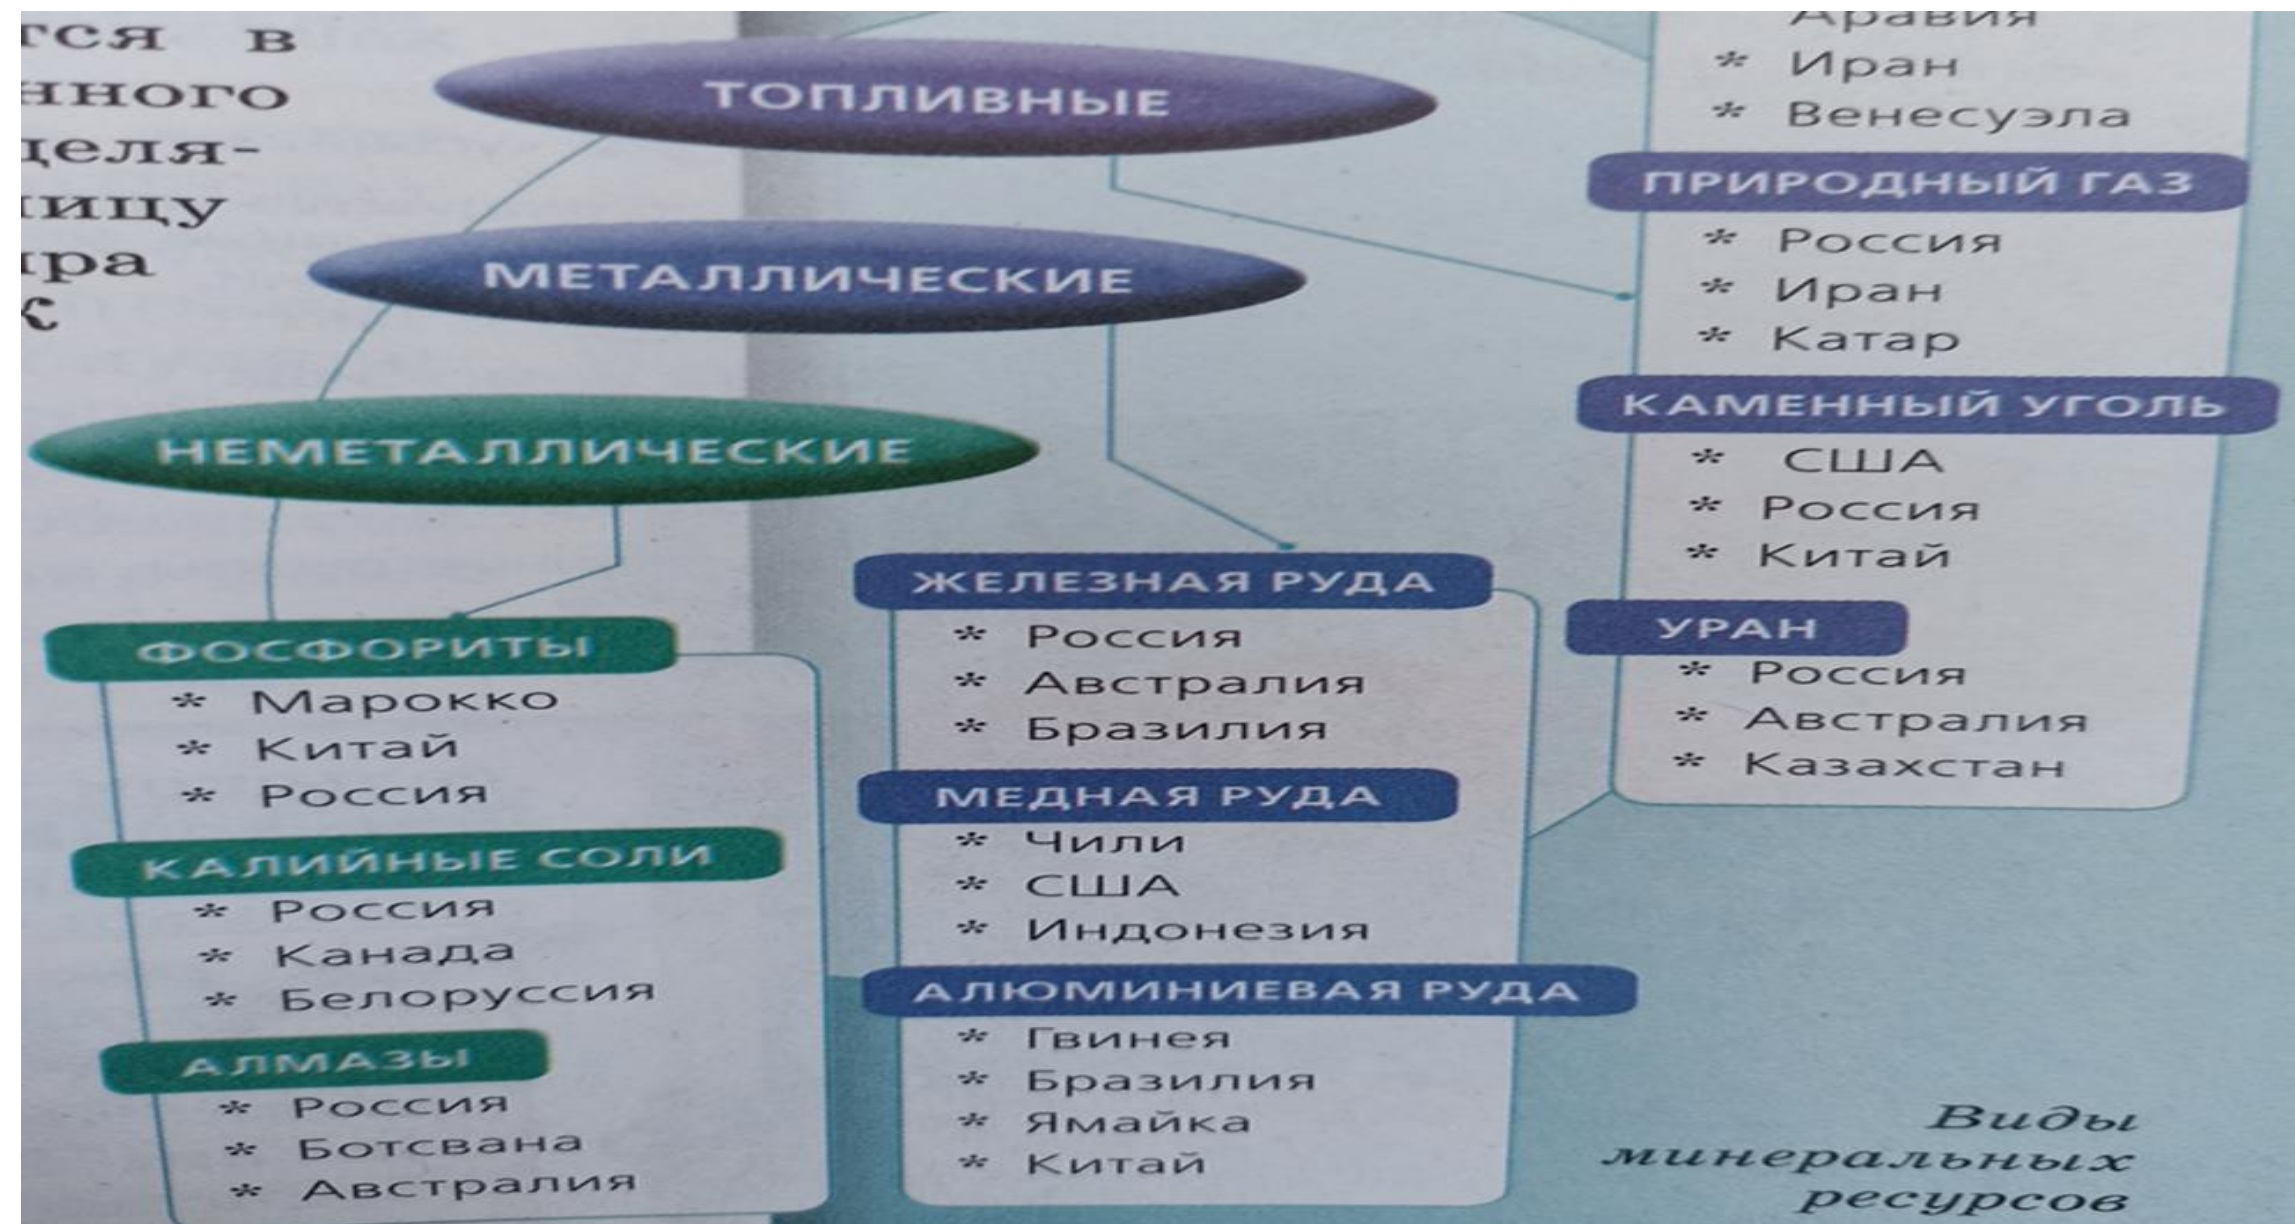 тся в
нного
деля-
ницу
ира
к
ТОПЛИВНЫЕ
МЕТАЛЛИЧЕСКИЕ
НЕМЕТАЛЛИЧЕСКИЕ
ФОСФОРИТЫ
* Марокко
* Китай
* Россия
КАЛИЙНЫЕ СОЛИ
* Россия
* Канада
* Белоруссия
АЛМАЗЫ
* Россия
* Ботсвана
* Австралия
ЖЕЛЕЗНАЯ РУДА
* Россия
* Австралия
* Бразилия
МЕДНАЯ РУДА
* Чили
* США
* Индонезия
АЛЮМИНИЕВАЯ РУДА
* Гвинея
* Бразилия
* Ямайка
* Китай
Аравия
* Иран
* Венесуэла
ПРИРОДНЫЙ ГАЗ
* Россия
* Иран
* Катар
КАМЕННЫЙ УГОЛЬ
* США
* Россия
* Китай
УРАН
* Россия
* Австралия
* Казахстан
Виды
минеральных
ресурсов